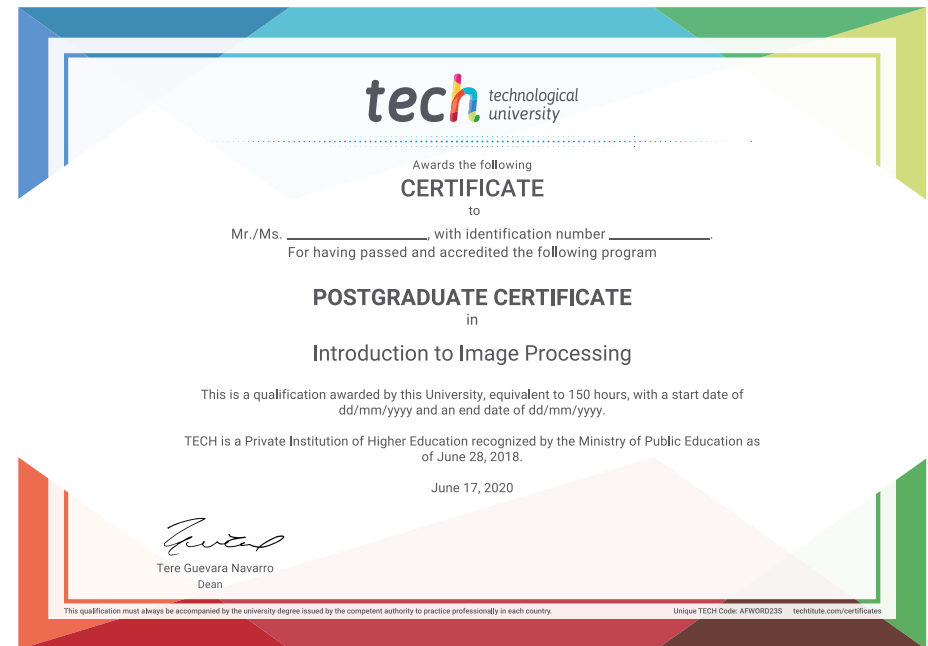 tech technological
university
Awards the following
CERTIFICATE
to
Mr./Ms. __________________, with identification number _____________.
For having passed and accredited the following program
POSTGRADUATE CERTIFICATE
in
Introduction to Image Processing
This is a qualification awarded by this University, equivalent to 150 hours, with a start date of
dd/mm/yyyy and an end date of dd/mm/yyyy.
TECH is a Private Institution of Higher Education recognized by the Ministry of Public Education as
of June 28, 2018.
June 17, 2020
Tere Guevara Navarro
Dean
This qualification must always be accompanied by the university degree issued by the competent authority to practice professionally in each country.
Unique TECH Code: AFWORD23S techtitute.com/certificates